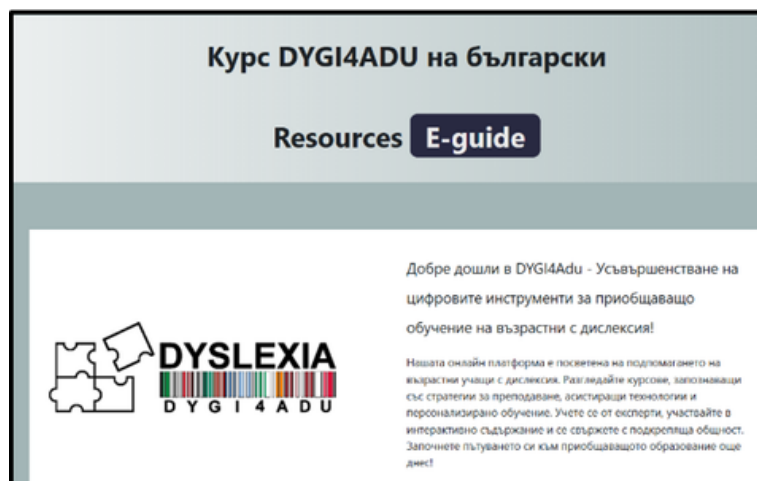 Курс DYGI4ADU на български
Resources E-guide
Добре дошли в DYGI4Adu - Усъвършенстване на
цифровите инструменти за приобщаващо
обучение на възрастни с дислексия!
DYSLEXIA
DYGI4ADU
Нашата онлайн платформа е посветена на подпомагането на
възрастни учащи с дислексия. Разгледайте курсове, запознаващи
със стратегии за преподаване, асистиращи технологии и
персонализирано обучение. Учете се от експерти, участвайте в
интерактивно съдържание и се свържете с подкрепяща общност.
Започнете пътуването си към приобщаващото образование още
днес!